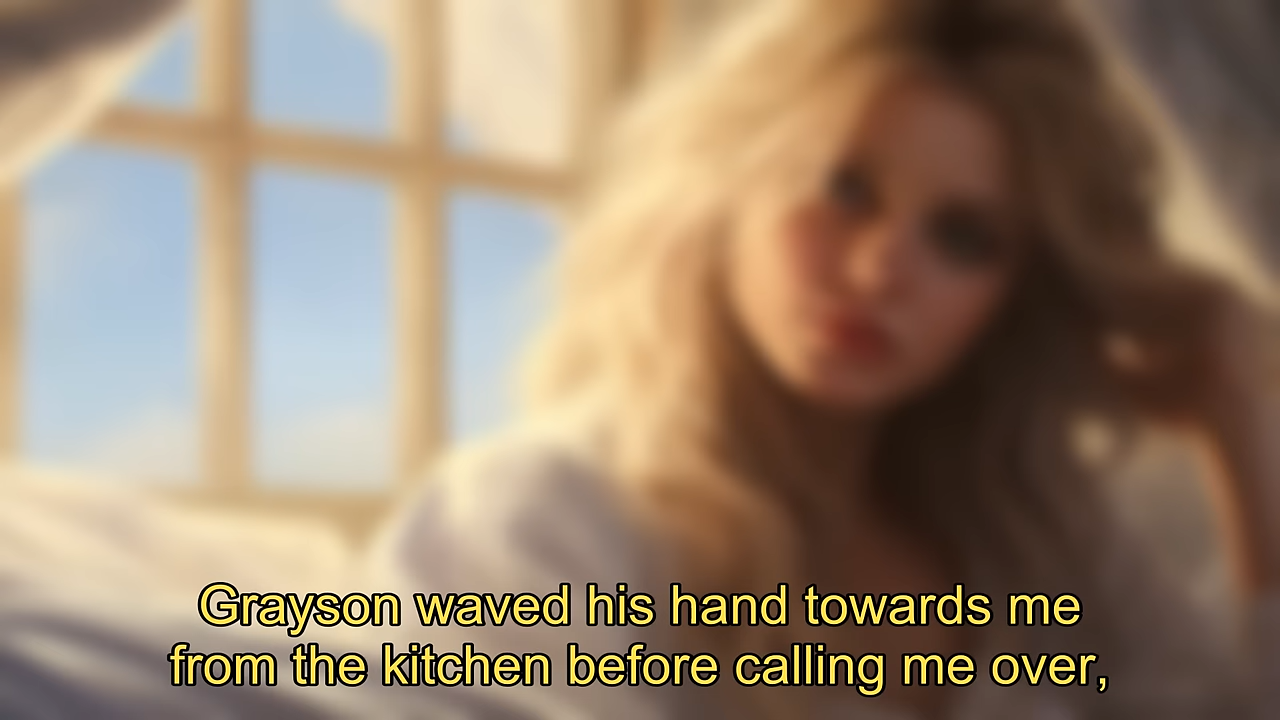 Grayson waved his hand towards me
from the kitchen before calling me over,